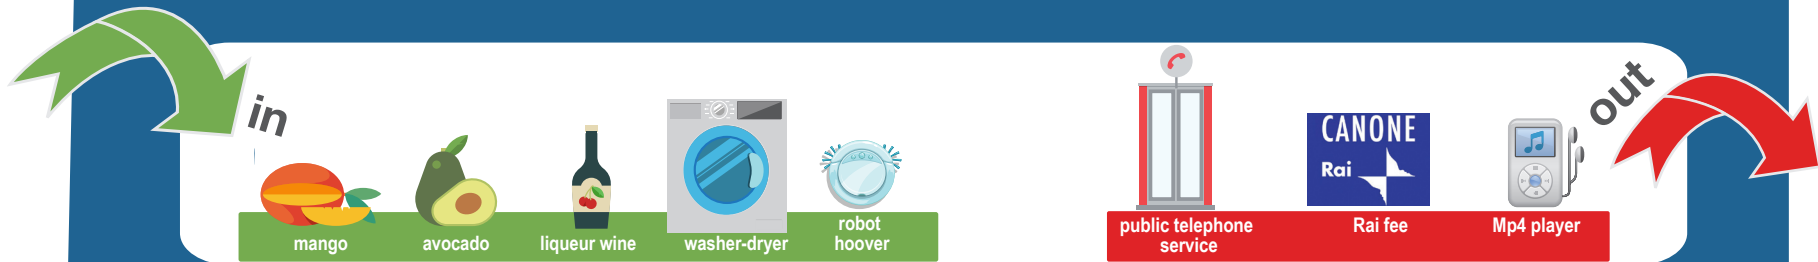 in
mango
avocado
liqueur wine
washer-dryer
robot
hoover
public telephone
service
CANONE
Rai
Rai fee
Mp4 player
out